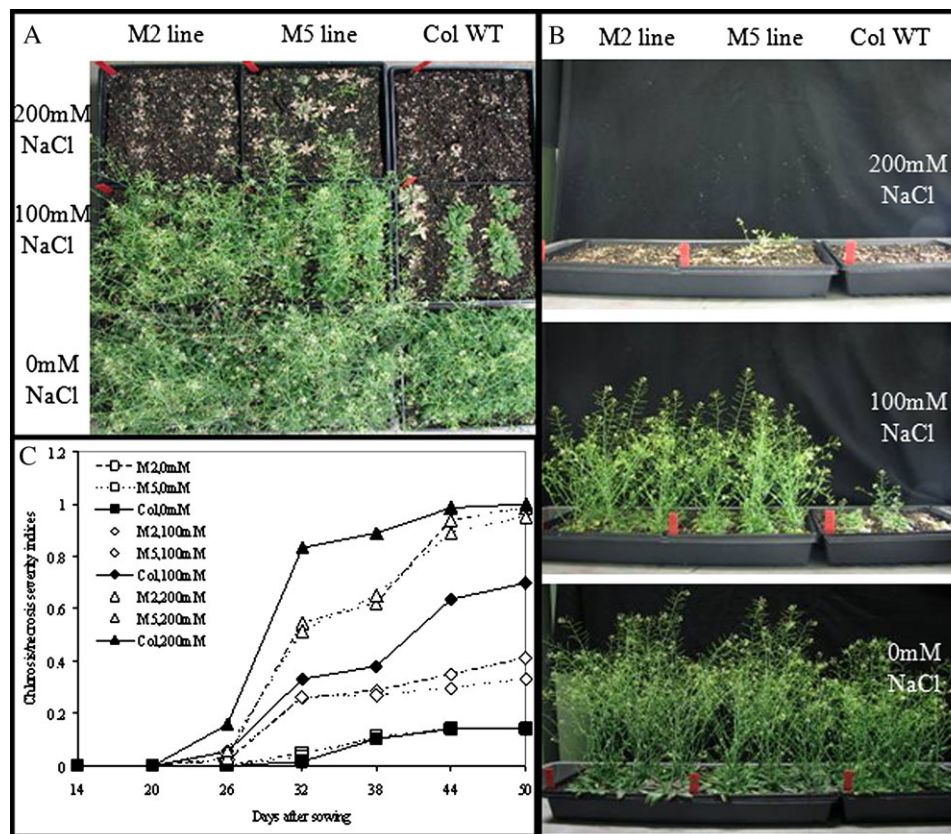 A
M2 line M5 line Col WT
200mM
NaCl
100mM
NaCl
0mM
NaCl
B
M2 line M5 line Col WT
200mM
NaCl
100mM
NaCl
0mM
NaCl
C
Chlorosis/necrosis severity indices
1.2
1
0.8
0.6
0.4
0.2
0
M2,0mM
M5,0mM
Col,0mM
M2,100mM
M5,100mM
Col,100mM
M2,200mM
M5,200mM
Col,200mM
14 20 26 32 38 44 50
Days after sowing